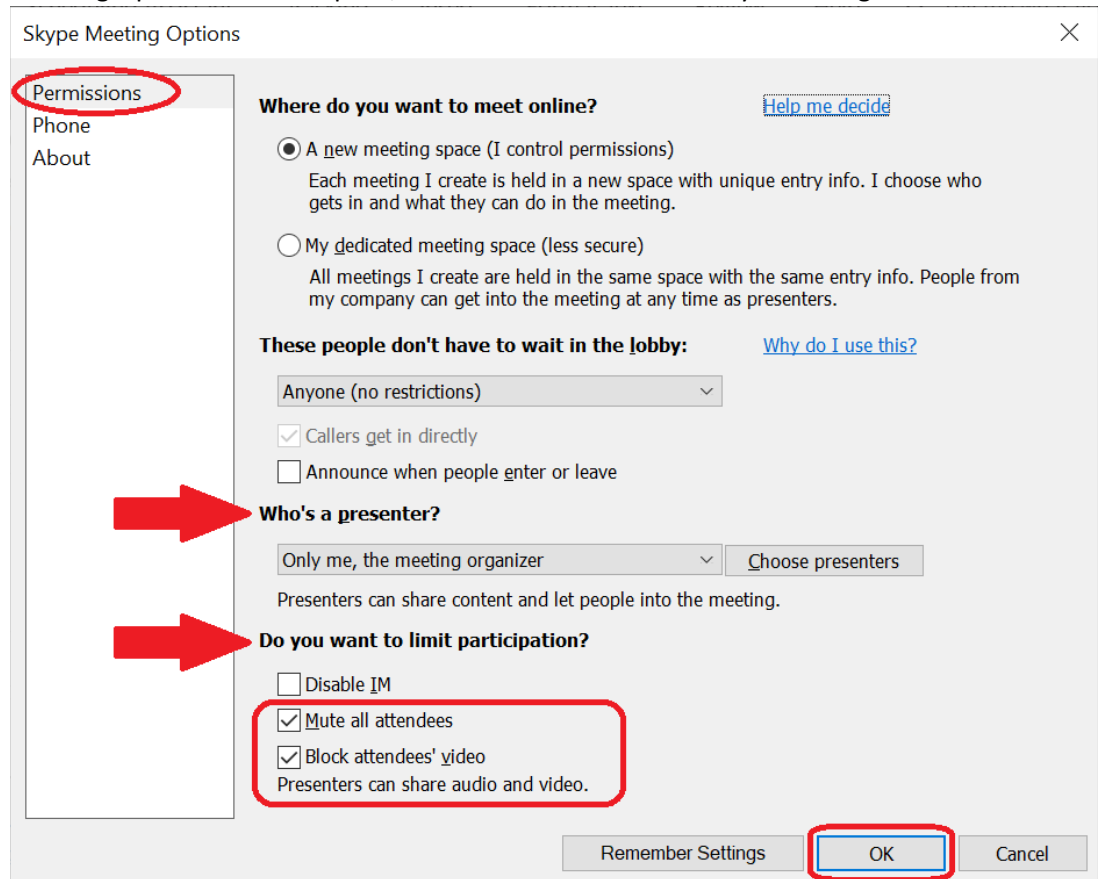 Skype Meeting Options
Permissions
Phone
About
Where do you want to meet online? Help me decide
A new meeting space (I control permissions)
Each meeting I create is held in a new space with unique entry info. I choose who
gets in and what they can do in the meeting.
My dedicated meeting space (less secure)
All meetings I create are held in the same space with the same entry info. People from
my company can get into the meeting at any time as presenters.
These people don't have to wait in the lobby: Why do I use this?
Anyone (no restrictions)
Callers get in directly
Announce when people enter or leave
Who's a presenter?
Only me, the meeting organizer Choose presenters
Presenters can share content and let people into the meeting.
Do you want to limit participation?
Disable IM
Mute all attendees
Block attendees' video
Presenters can share audio and video.
Remember Settings OK Cancel